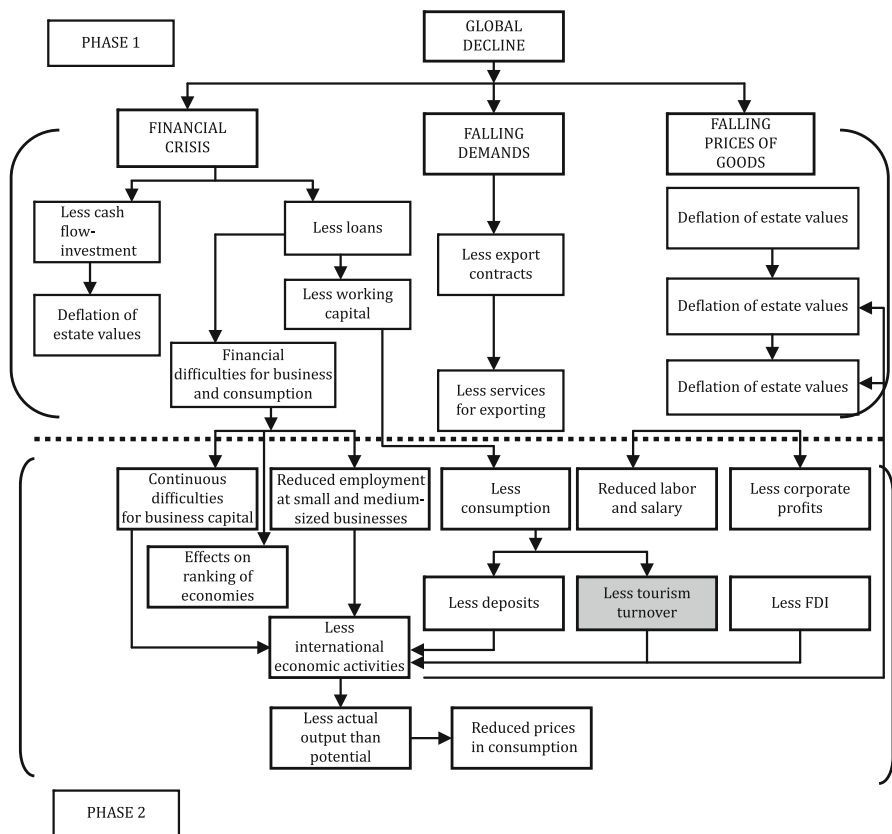 PHASE 1
GLOBAL
DECLINE
FINANCIAL
CRISIS
FALLING
DEMANDS
FALLING
PRICES OF
GOODS
Less cash
flow-
investment
Less loans
Less export
contracts
Deflation of estate values
Deflation of
estate values
Less working
capital
Deflation of estate values
Financial
difficulties for business
and consumption
Less services
for exporting
Deflation of estate values
Continuous
difficulties
for business capital
Reduced employment
at small and medium-
sized businesses
Less
consumption
Reduced labor
and salary
Less corporate
profits
Effects on
ranking of
economies
Less deposits
Less tourism
turnover
Less FDI
Less
international
economic activities
Less actual
output than
potential
Reduced prices
in consumption
PHASE 2